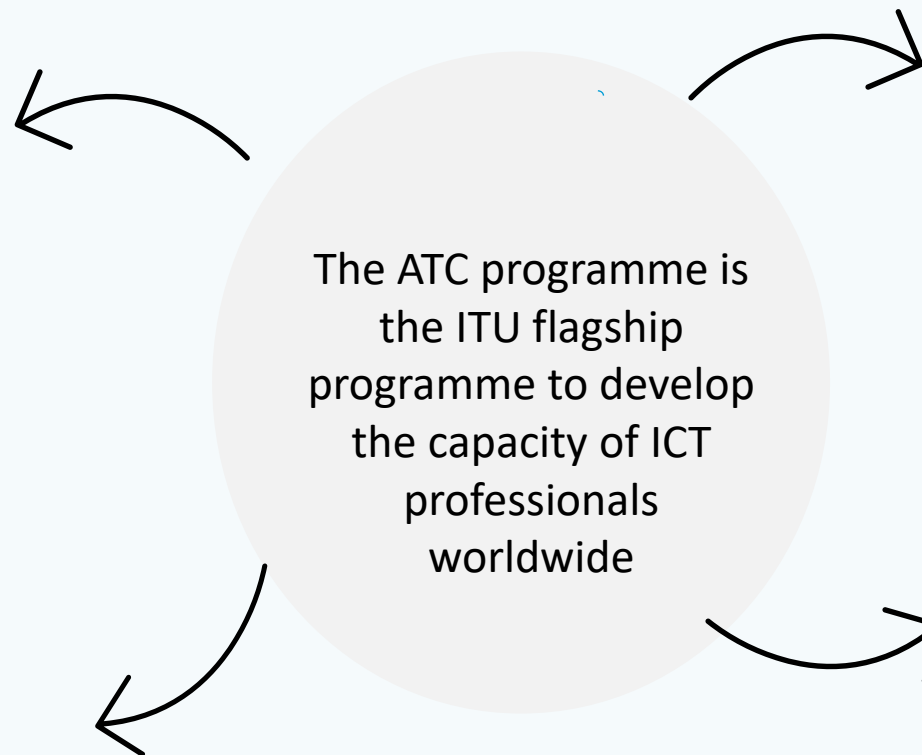 The ATC programme is
the ITU flagship
programme to develop
the capacity of ICT
professionals
worldwide